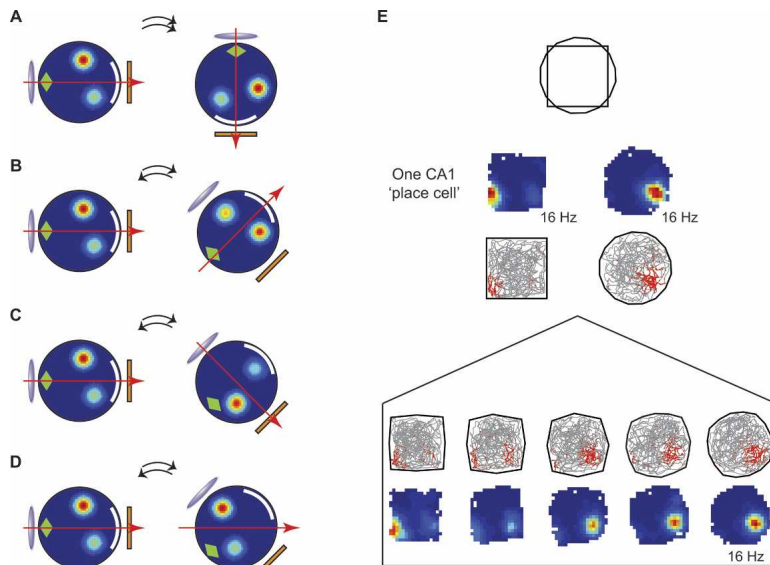 A
B
C
D
E
One CA1
'place cell'
16 Hz
16 Hz
16 Hz